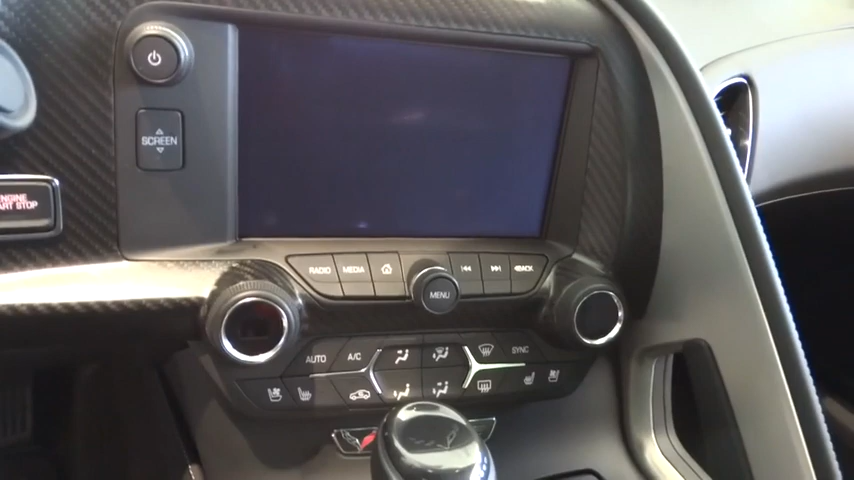 SCREEN
ENGINE
START STOP
RADIO MEDIA BACK
MENU
AUTO A/C SYNC